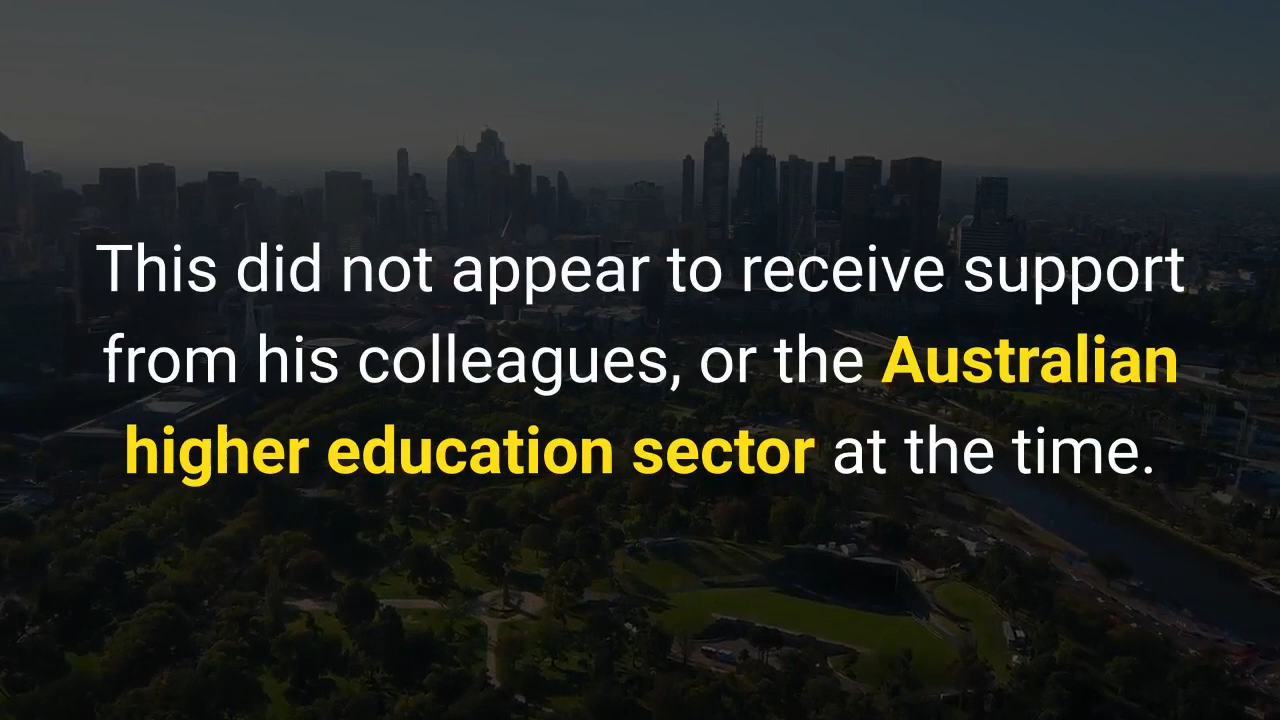 This did not appear to receive support
from his colleagues, or the Australian
higher education sector at the time.